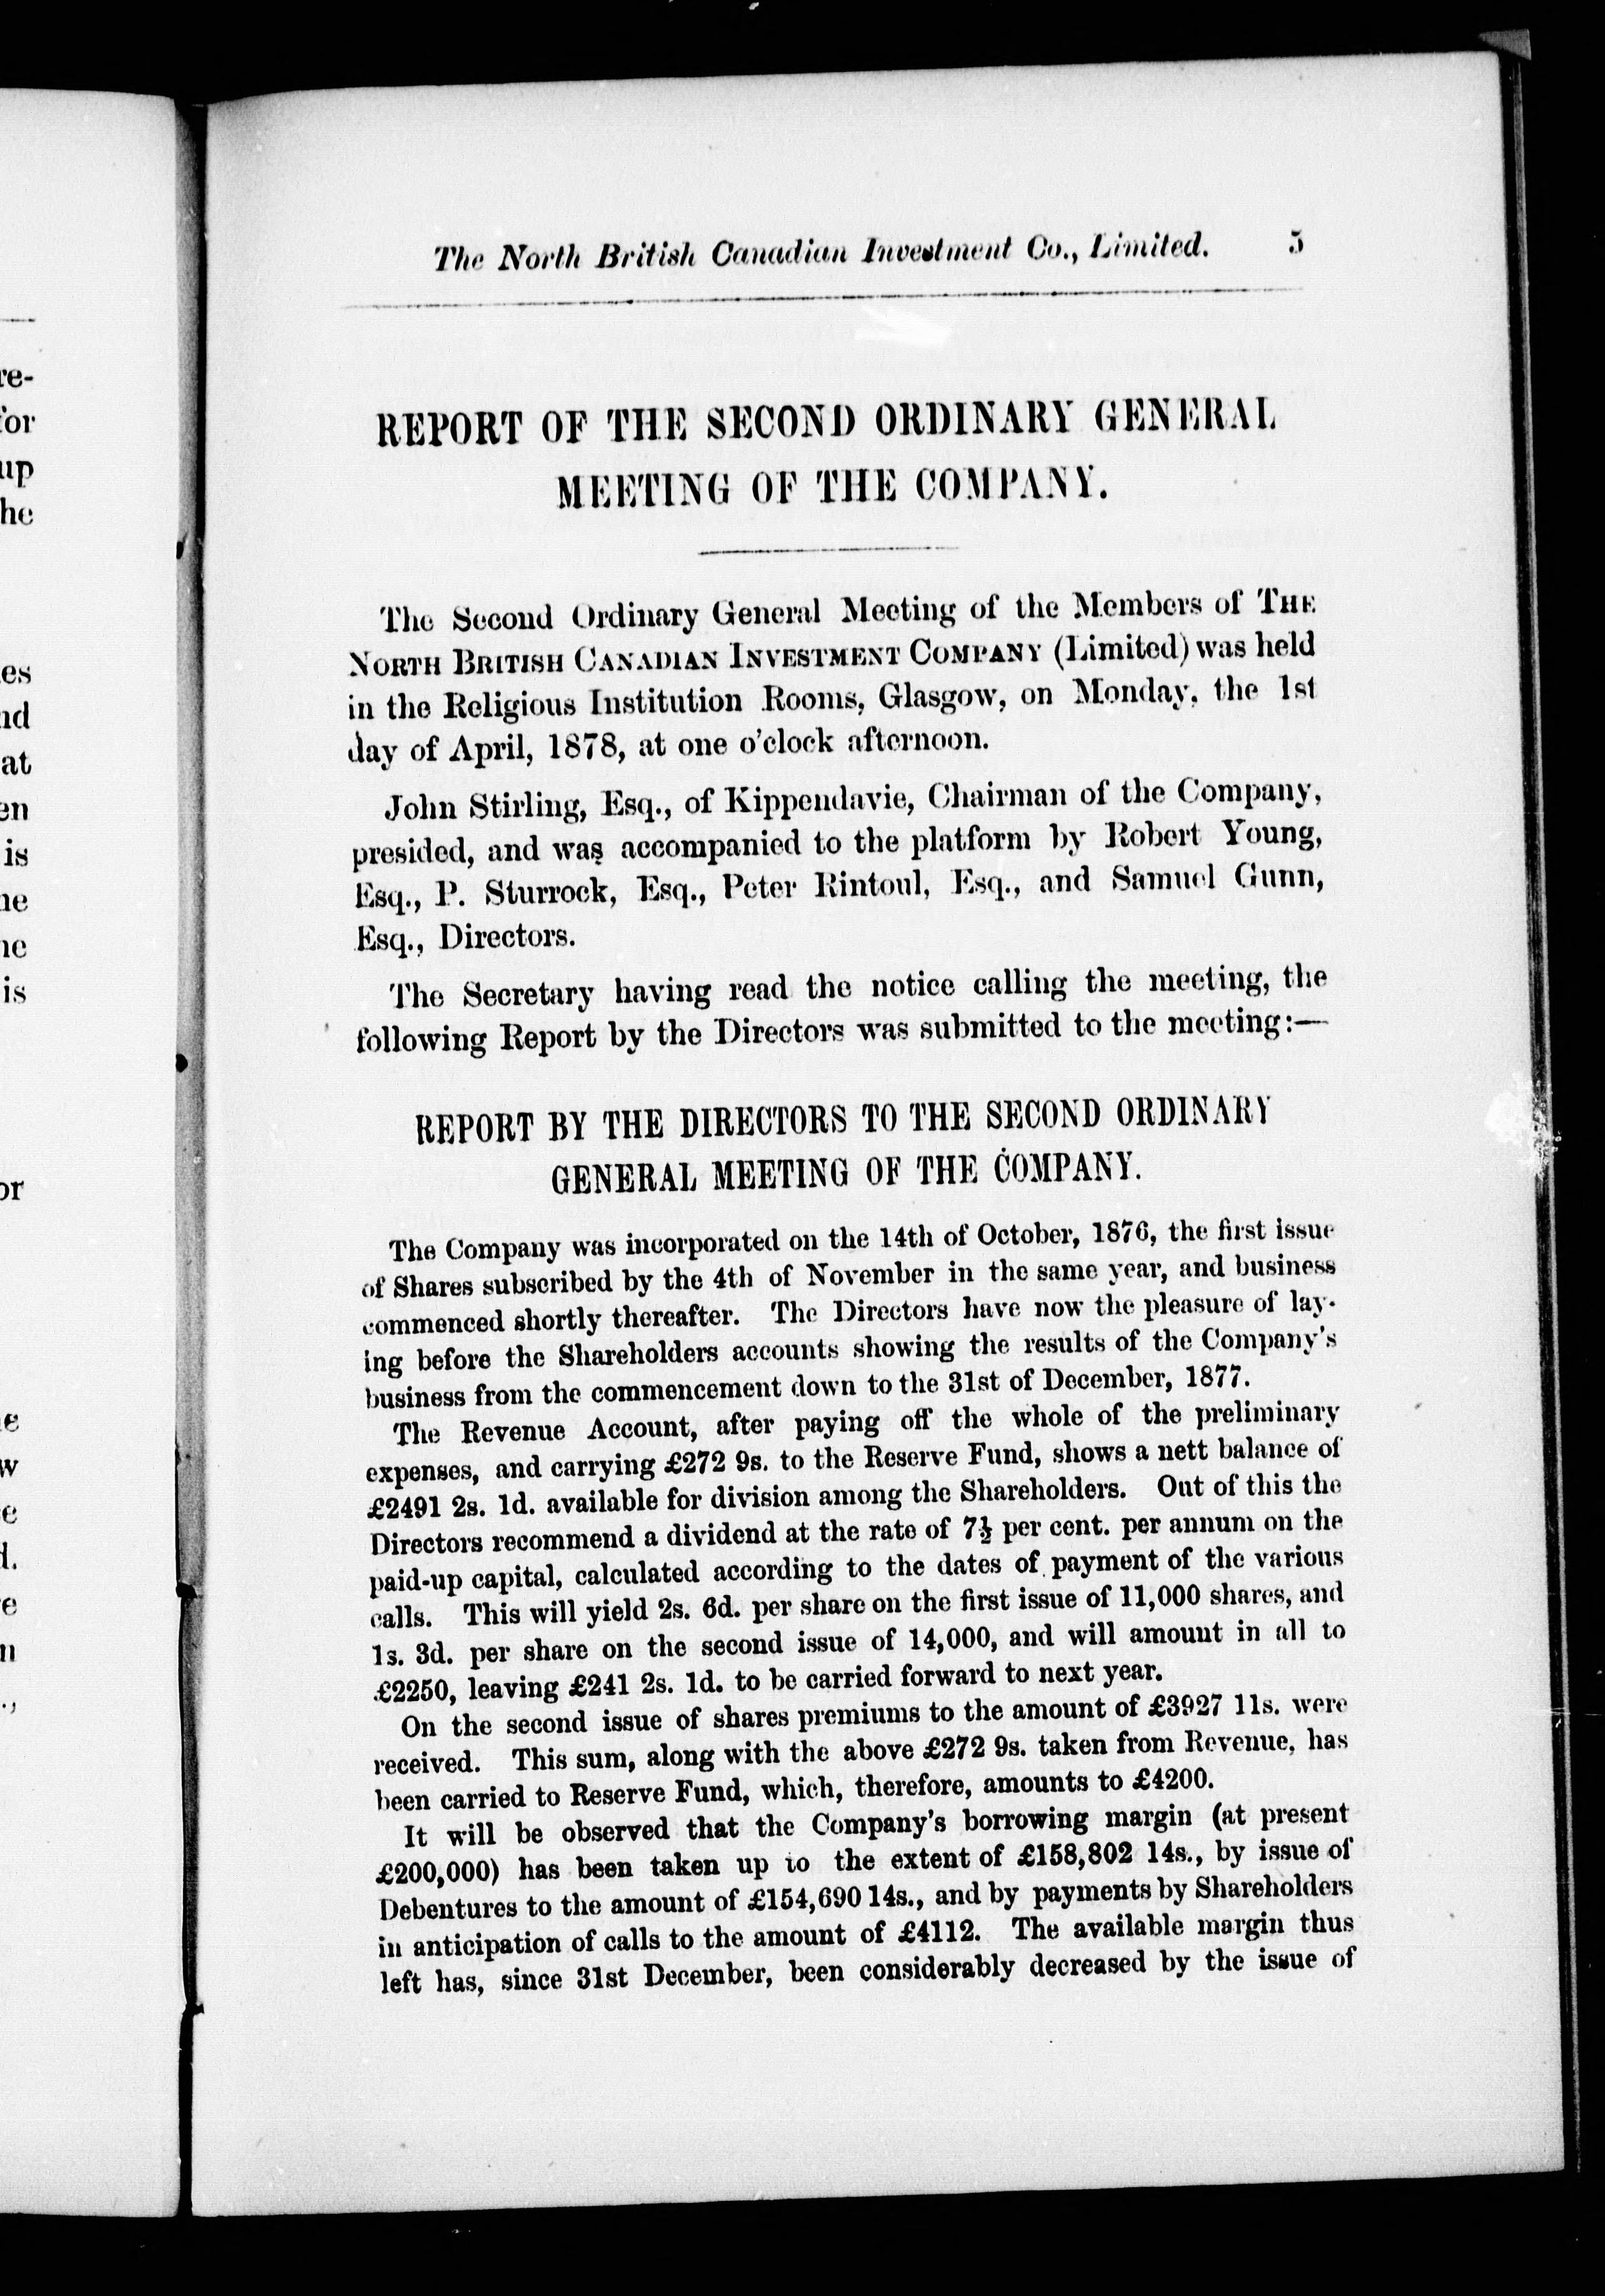 re-
for
up
he
es
nd
at
en
is
ne
ne
is
or
e
w
e
d.
e
n
.,
The North British Canadian Investment Co., Limited. 5
REPORT OF THE SECOND ORDINARY GENERAL
MEETING OF THE COMPANY.
The Second Ordinary General Meeting of the Members of THE
NORTH BRITISH CANADIAN INVESTMENT COMPANY (Limited) was held
in the Religious Institution Rooms, Glasgow, on Monday, the 1st
day of April, 1878, at one o'clock afternoon.
John Stirling, Esq., of Kippendavie, Chairman of the Company,
presided, and was accompanied to the platform by Robert Young,
Esq., P. Sturrock, Esq., Peter Rintoul, Esq., and Samuel Gunn,
Esq., Directors.
The Secretary having read the notice calling the meeting, the
following Report by the Directors was submitted to the meeting:—
REPORT BY THE DIRECTORS TO THE SECOND ORDINARY
GENERAL MEETING OF THE COMPANY.
The Company was incorporated on the 14th of October, 1876, the first issue
of Shares subscribed by the 4th of November in the same year, and business
commenced shortly thereafter. The Directors have now the pleasure of lay-
ing before the Shareholders accounts showing the results of the Company's
business from the commencement down to the 31st of December, 1877.
The Revenue Account, after paying off the whole of the preliminary
expenses, and carrying £272 9s. to the Reserve Fund, shows a nett balance of
£2491 2s. 1d. available for division among the Shareholders. Out of this the
Directors recommend a dividend at the rate of 7½ per cent. per annum on the
paid-up capital, calculated according to the dates of payment of the various
calls. This will yield 2s. 6d. per share on the first issue of 11,000 shares, and
1s. 3d. per share on the second issue of 14,000, and will amount in all to
£2250, leaving £241 2s. 1d. to be carried forward to next year.
On the second issue of shares premiums to the amount of £3927 11s. were
received. This sum, along with the above £272 9s. taken from Revenue, has
been carried to Reserve Fund, which, therefore, amounts to £4200.
It will be observed that the Company's borrowing margin (at present
£200,000) has been taken up to the extent of £158,802 14s., by issue of
Debentures to the amount of £154,690 14s., and by payments by Shareholders
in anticipation of calls to the amount of £4112. The available margin thus
left has, since 31st December, been considerably decreased by the issue of